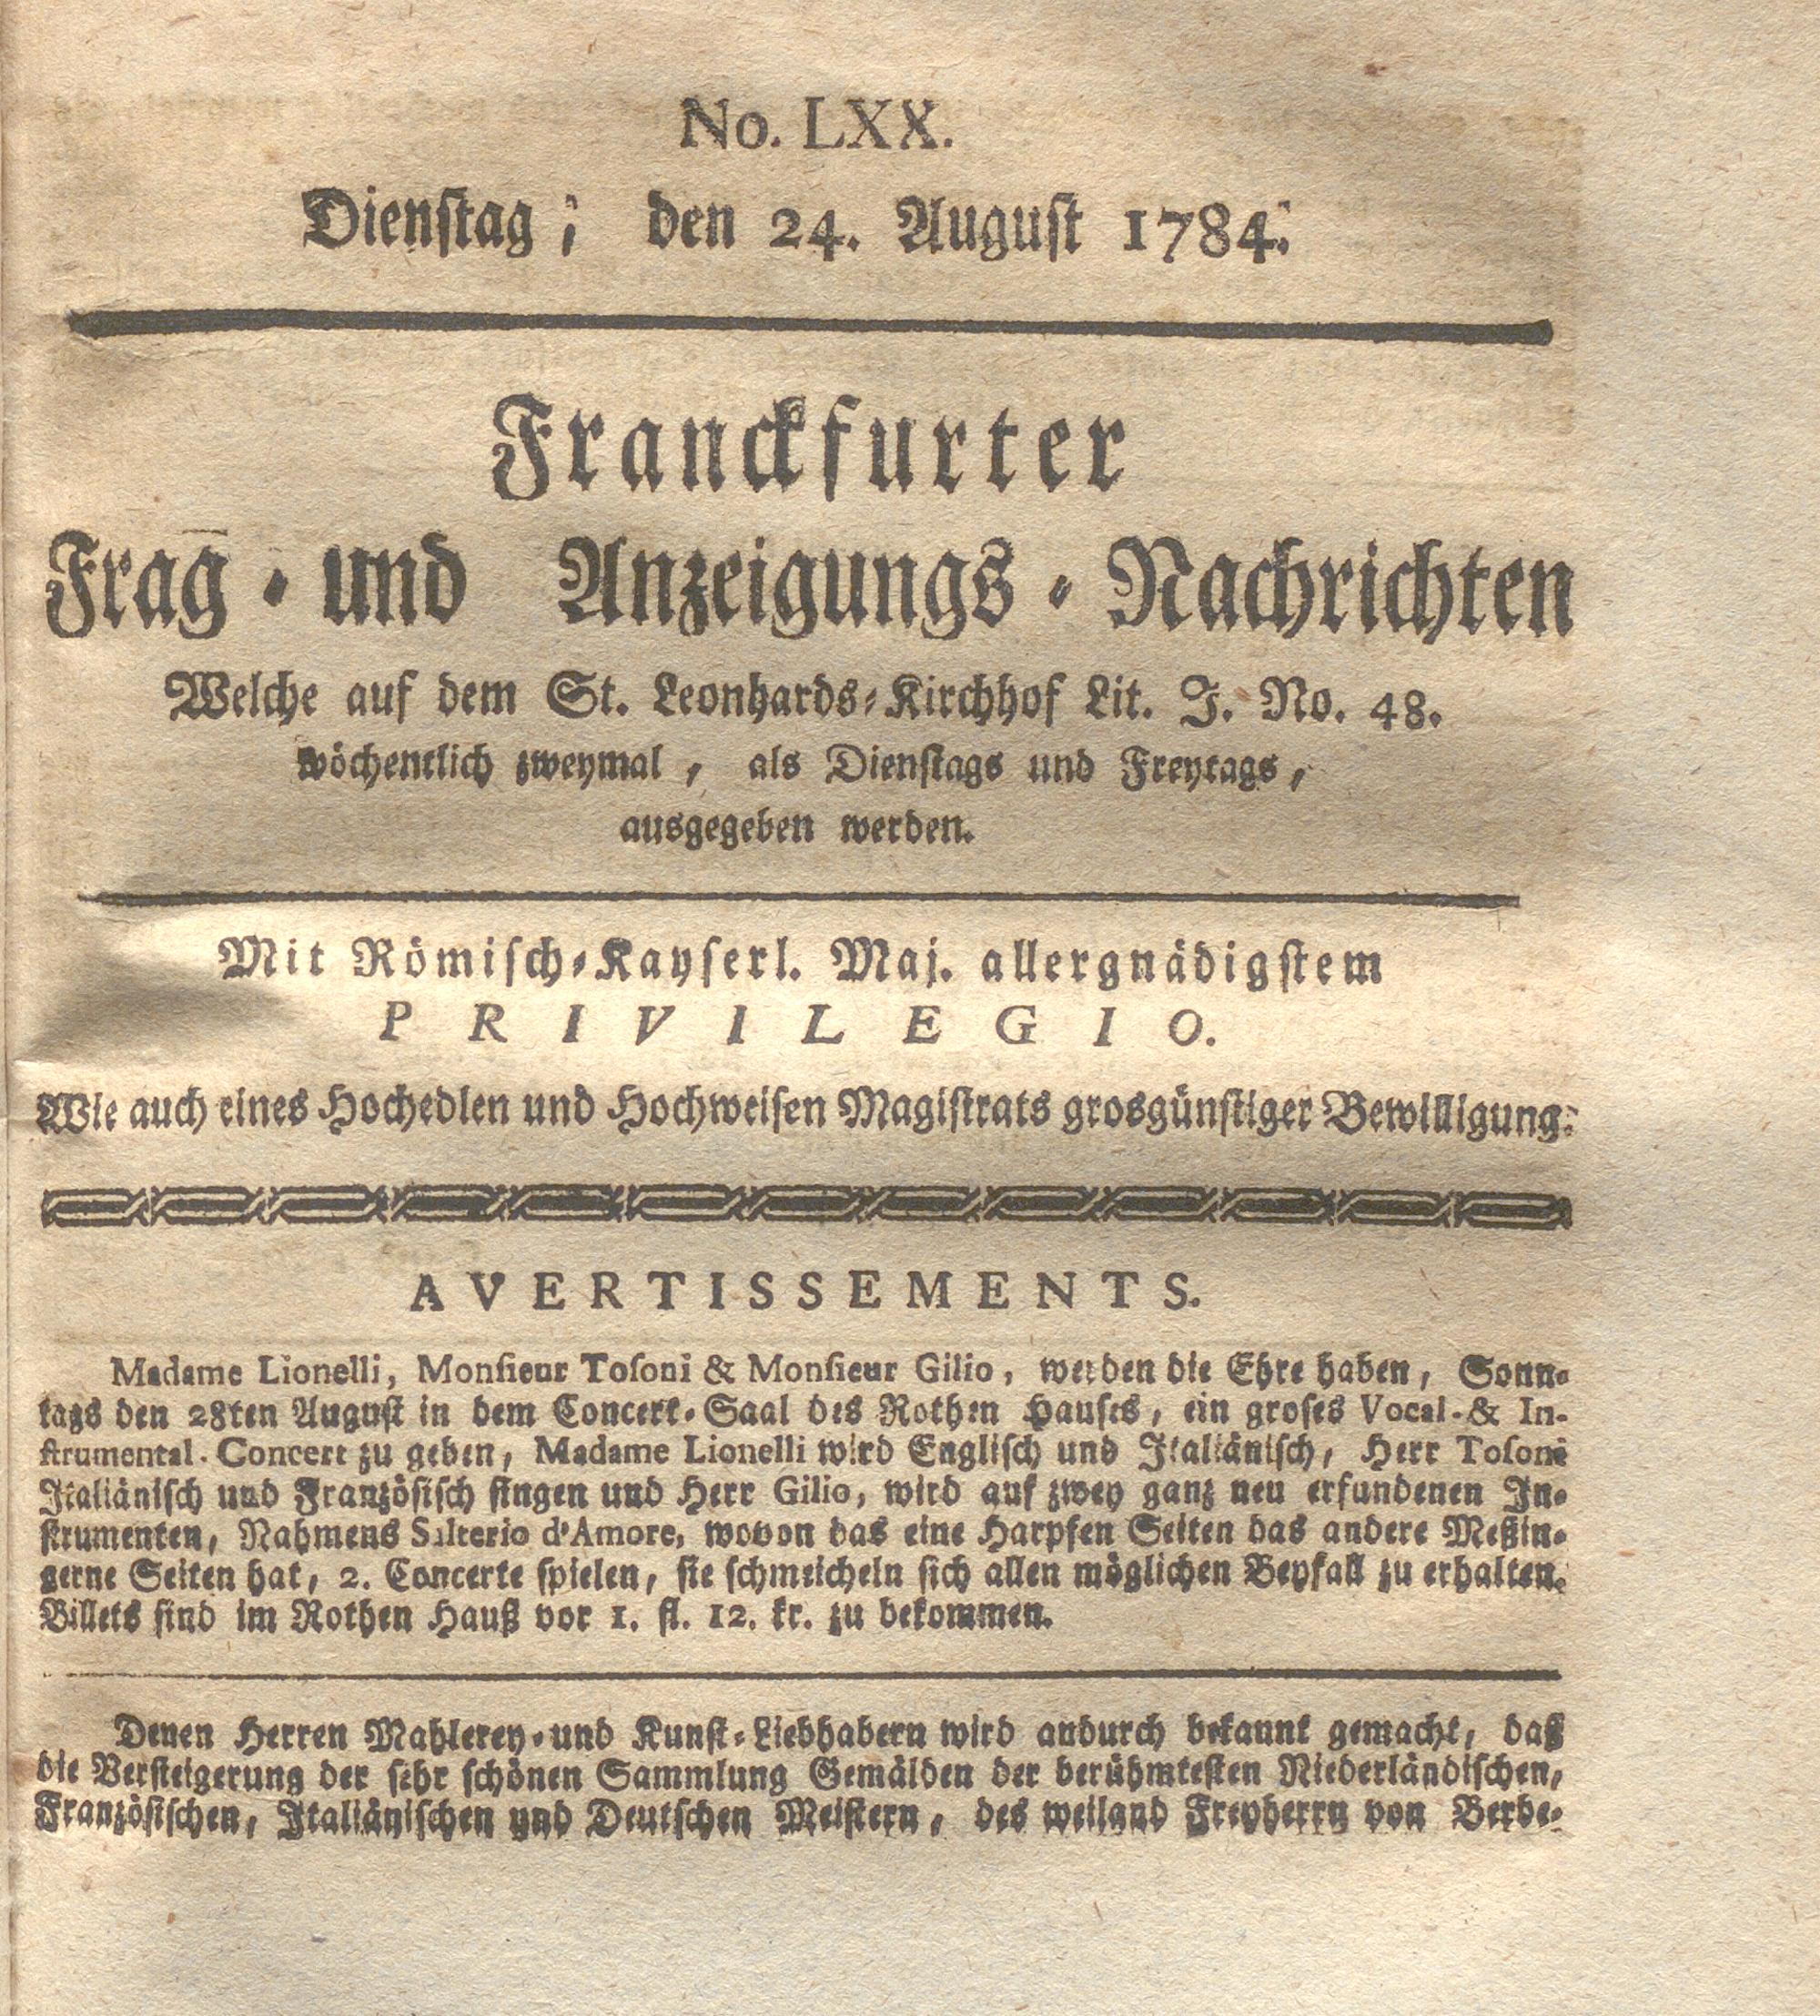 No. LXX.
Dienſtag, den 24. Auguſt 1784.
Franckfurter
Frag- und Anzeigungs-Nachrichten
Welche auf dem St. Leonhards-Kirchhof Lit. J. No. 48.
wöchentlich zweymal, als Dienſtags und Freytags,
ausgegeben werden.
Mit Römiſch-Kayſerl. Maj. allergnädigſtem
PRIVILEGIO.
Wie auch eines Hochedlen und Hochweiſen Magiſtrats grosgünſtiger Bewilligung.
AVERTISSEMENTS.
Madame Lionelli, Monſieur Toſoni & Monſieur Gilio, werden die Ehre haben, Sonn-
tags den 28ten Auguſt in dem Concert-Saal des Rothen Hauſes, ein groſes Vocal-& In-
ſtrumental-Concert zu geben, Madame Lionelli wird Engliſch und Italiäniſch, Herr Toſoni
Italiäniſch und Franzöſiſch ſingen und Herr Gilio, wird auf zwey ganz neu erfundenen In-
ſtrumenten, Nahmens Salterio d'Amore, wovon das eine Harpfen Seiten das andere Meßin-
gerne Seiten hat, 2. Concerte ſpielen, ſie ſchmeicheln ſich allen möglichen Beyfall zu erhalten.
Billets ſind im Rothen Hauß vor 1. fl. 12. kr. zu bekommen.
Denen Herren Mahlerey-und Kunſt-Liebhabern wird andurch bekannt gemacht, daß
die Verſteigerung der ſehr ſchönen Sammlung Gemälden der berühmteſten Niederländiſchen,
Franzöſiſchen, Italiäniſchen und Deutſchen Meiſtern, des weiland Freyherrn von Berbe-